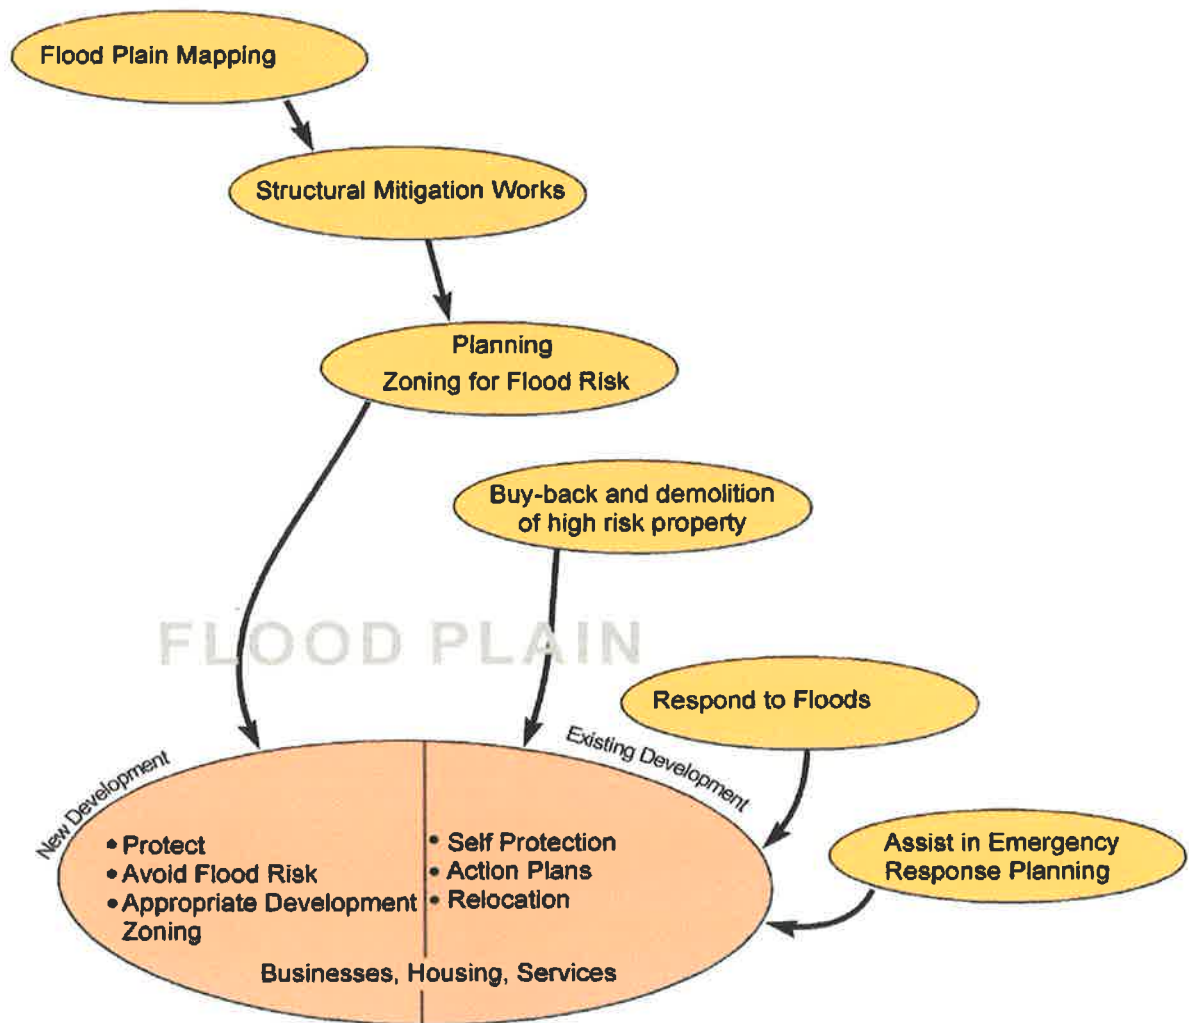 Flood Plain Mapping
Structural Mitigation Works
Planning
Zoning for Flood Risk
Buy-back and demolition
of high risk property
FLOOD PLAIN
Respond to Floods
Existing Development
New Development
• Protect
• Avoid Flood Risk
• Appropriate Development
Zoning
• Self Protection
• Action Plans
• Relocation
Assist in Emergency
Response Planning
Businesses, Housing, Services